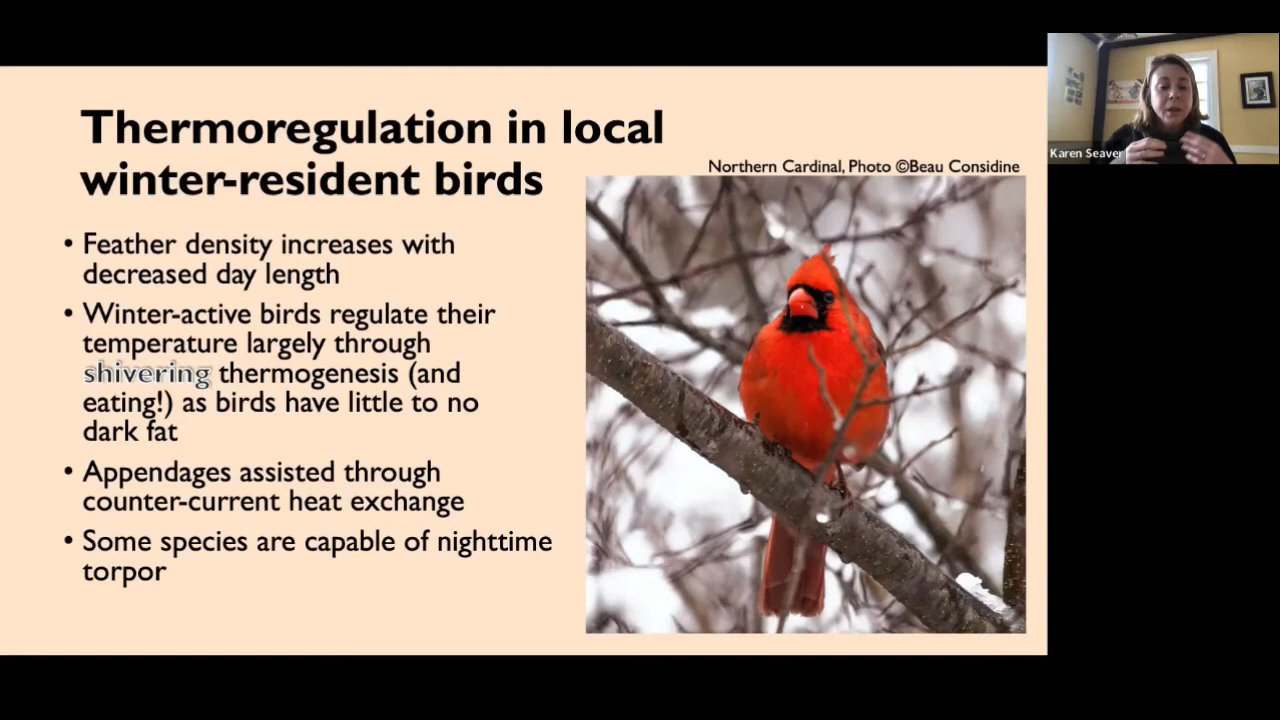 Thermoregulation in local
winter-resident birds
Northern Cardinal, Photo ©Beau Considine
• Feather density increases with
decreased day length
• Winter-active birds regulate their
temperature largely through
shivering thermogenesis (and
eating!) as birds have little to no
dark fat
• Appendages assisted through
counter-current heat exchange
• Some species are capable of nighttime
torpor
Karen Seaver